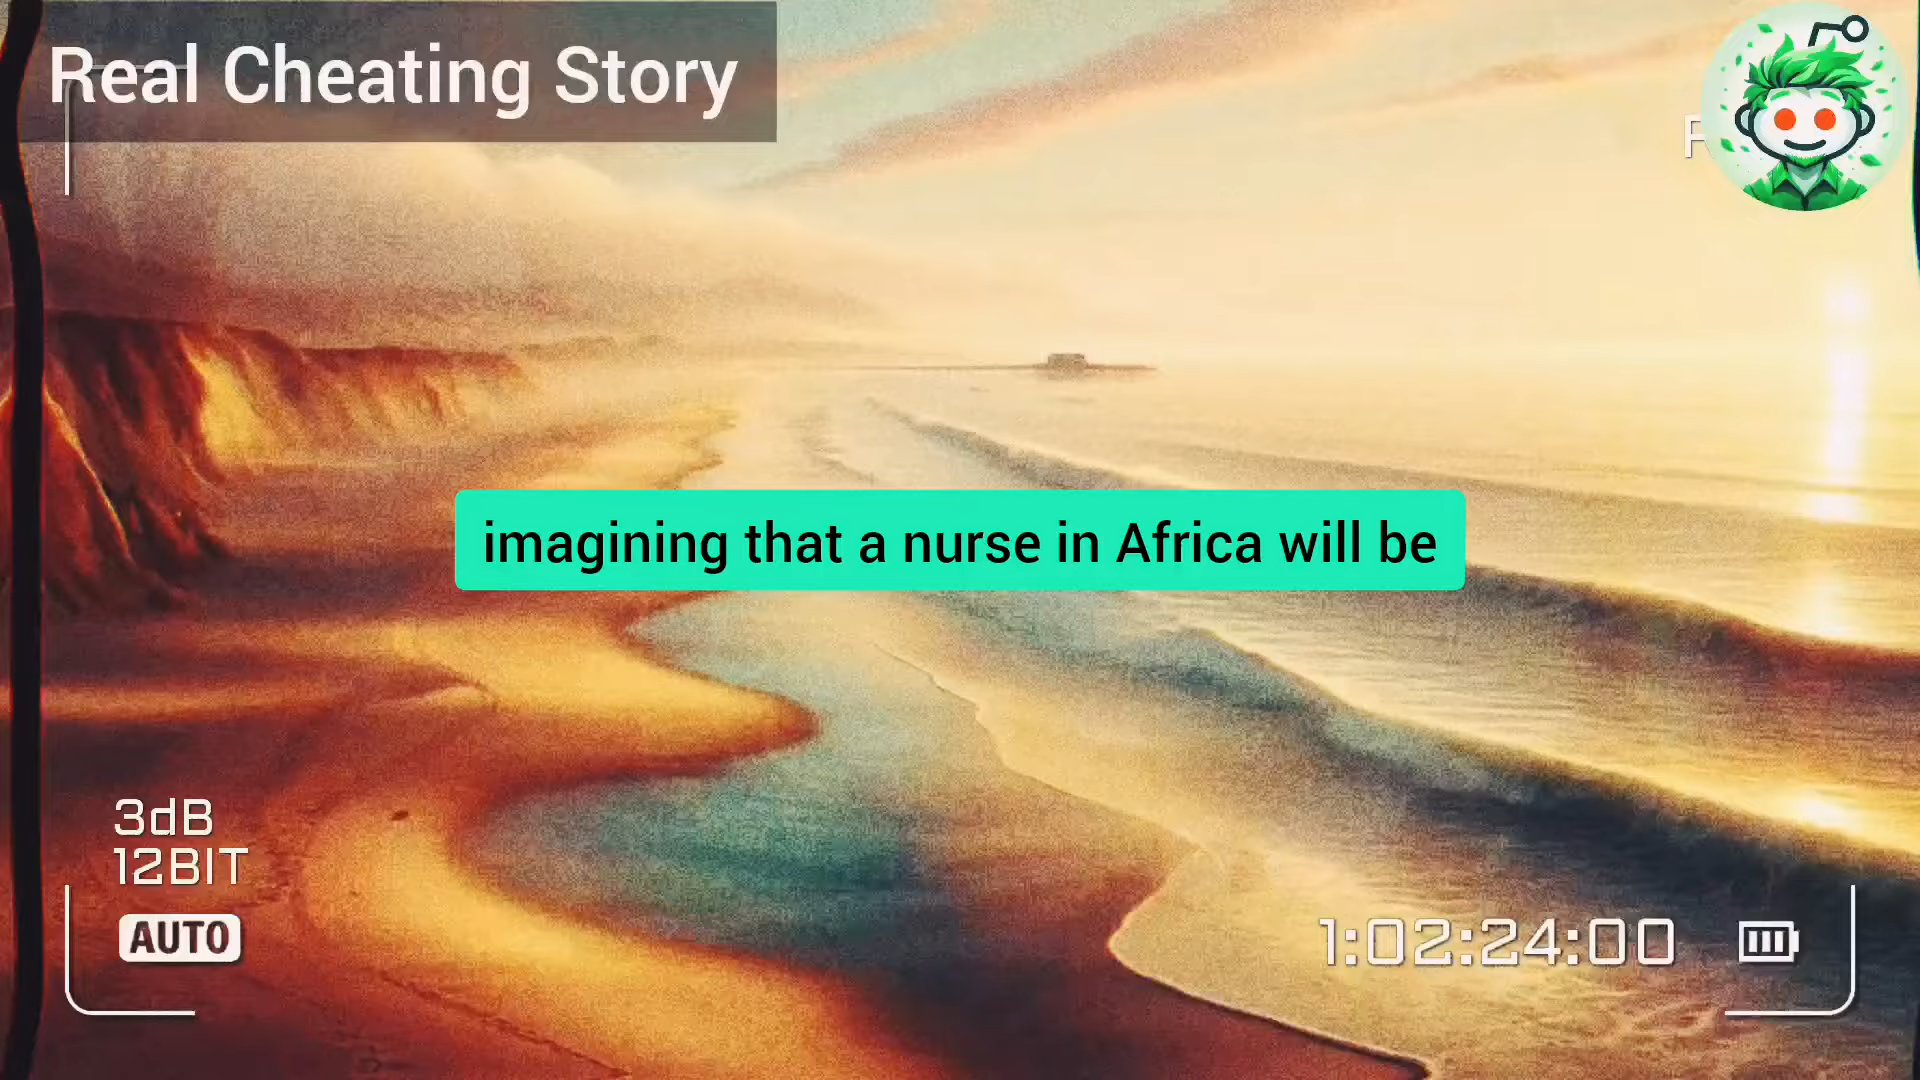 Real Cheating Story
imagining that a nurse in Africa will be
3dB
12BIT
AUTO
1:02:24:00